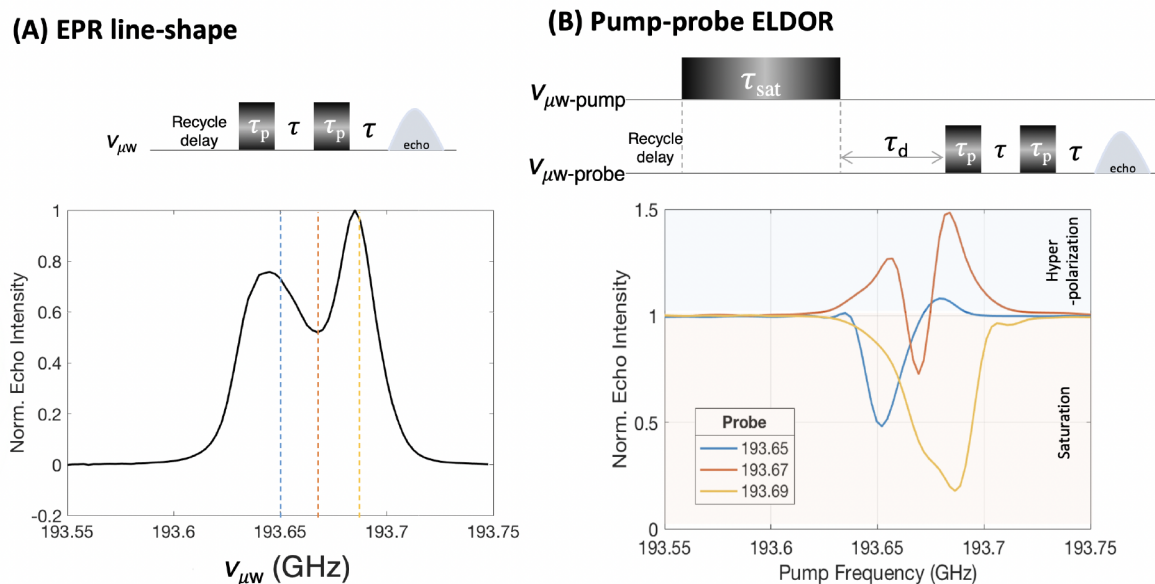 (A) EPR line-shape
Recycle
delay
τp
τ
τp
τ
echo
νμw
Norm. Echo Intensity
1
0.8
0.6
0.4
0.2
0
-0.2
193.55
193.6
193.65
193.7
193.75
νμw (GHz)
(B) Pump-probe ELDOR
νμw-pump
τsat
Recycle
delay
νμw-probe
τd
τp
τ
τp
τ
echo
Norm. Echo Intensity
1.5
1
0.5
0
Hyper
-polarization
Saturation
Probe
193.65
193.67
193.69
193.55
193.6
193.65
193.7
193.75
Pump Frequency (GHz)